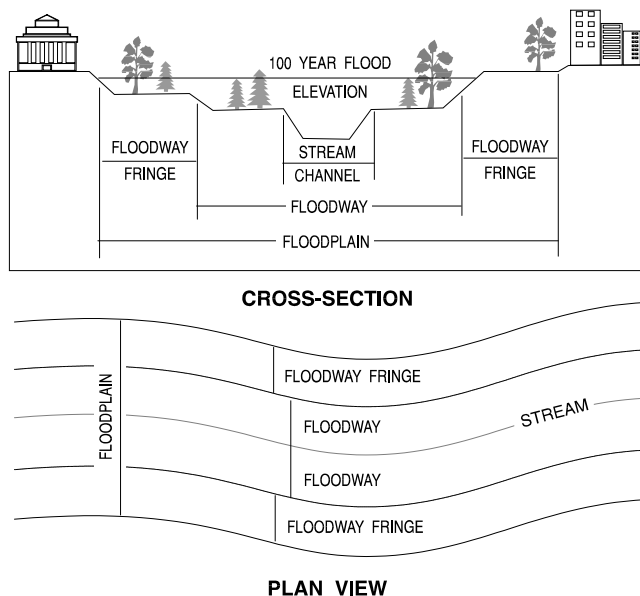 100 YEAR FLOOD
ELEVATION
FLOODWAY
FRINGE
STREAM
CHANNEL
FLOODWAY
FRINGE
FLOODWAY
FLOODPLAIN
CROSS-SECTION
FLOODPLAIN
FLOODWAY FRINGE
STREAM
FLOODWAY
FLOODWAY
FLOODWAY FRINGE
PLAN VIEW